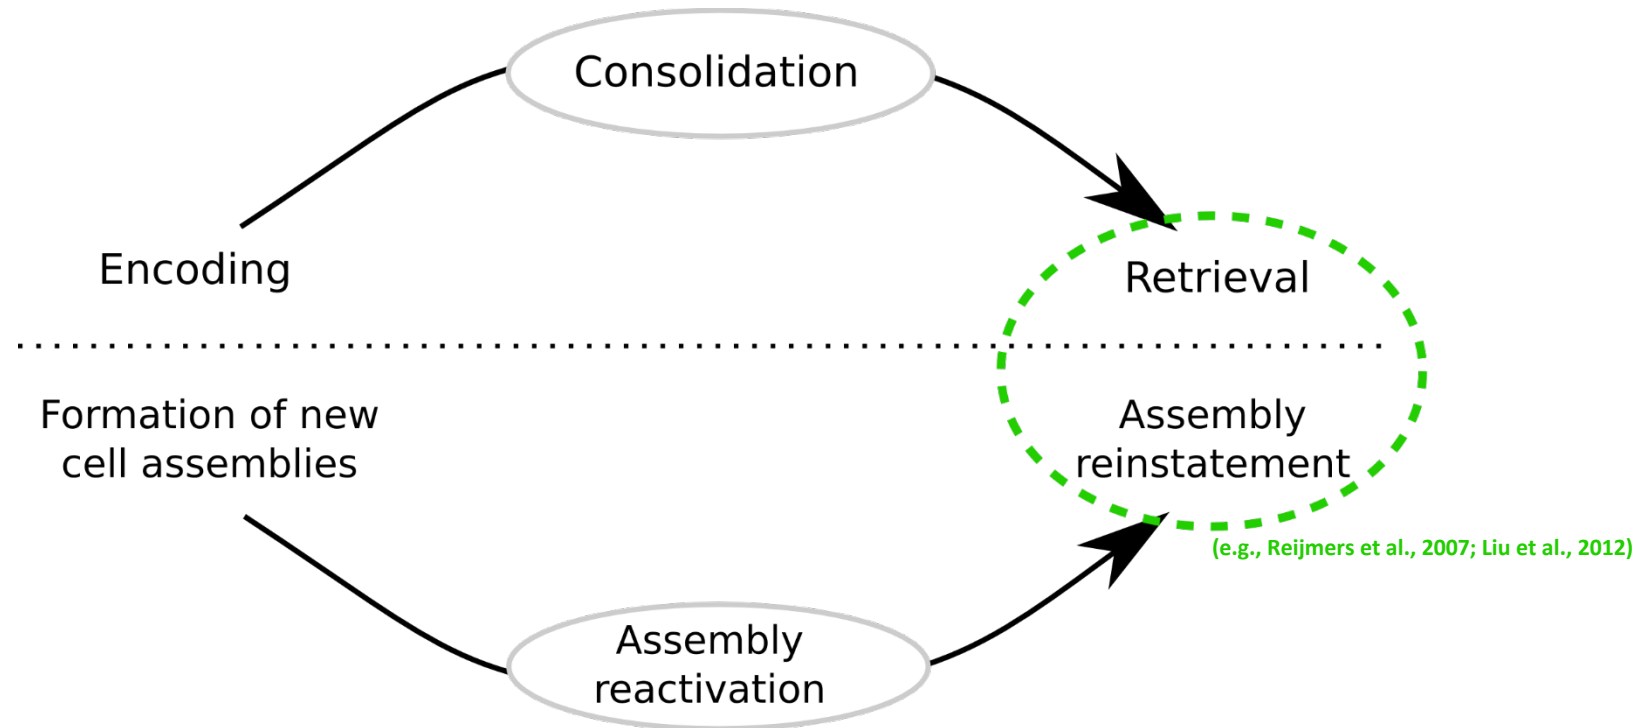 Consolidation
Encoding
Retrieval
Formation of new
cell assemblies
Assembly
reinstatement
(e.g., Reijmers et al., 2007; Liu et al., 2012)
Assembly
reactivation